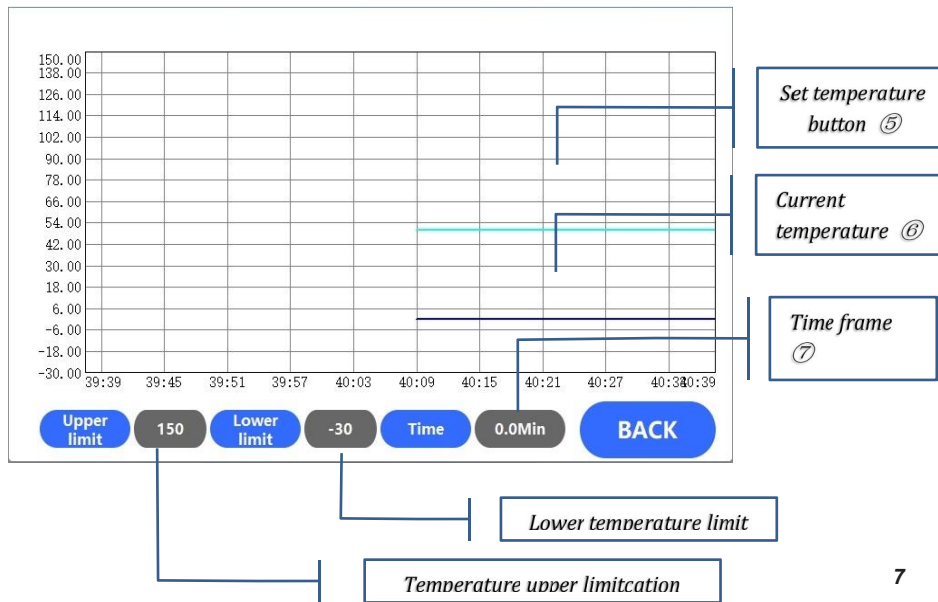 150.00
138.00
126.00
114.00
102.00
90.00
78.00
66.00
54.00
42.00
30.00
18.00
6.00
-6.00
-18.00
-30.00
39:39 39:45 39:51 39:57 40:03 40:09 40:15 40:21 40:27 40:33 40:39
Upper
limit
150
Lower
limit
-30
Time
0.0Min
BACK
Set temperature
button ⑤
Current
temperature ⑥
Time frame
⑦
Lower temperature limit
Temperature upper limitcation
7